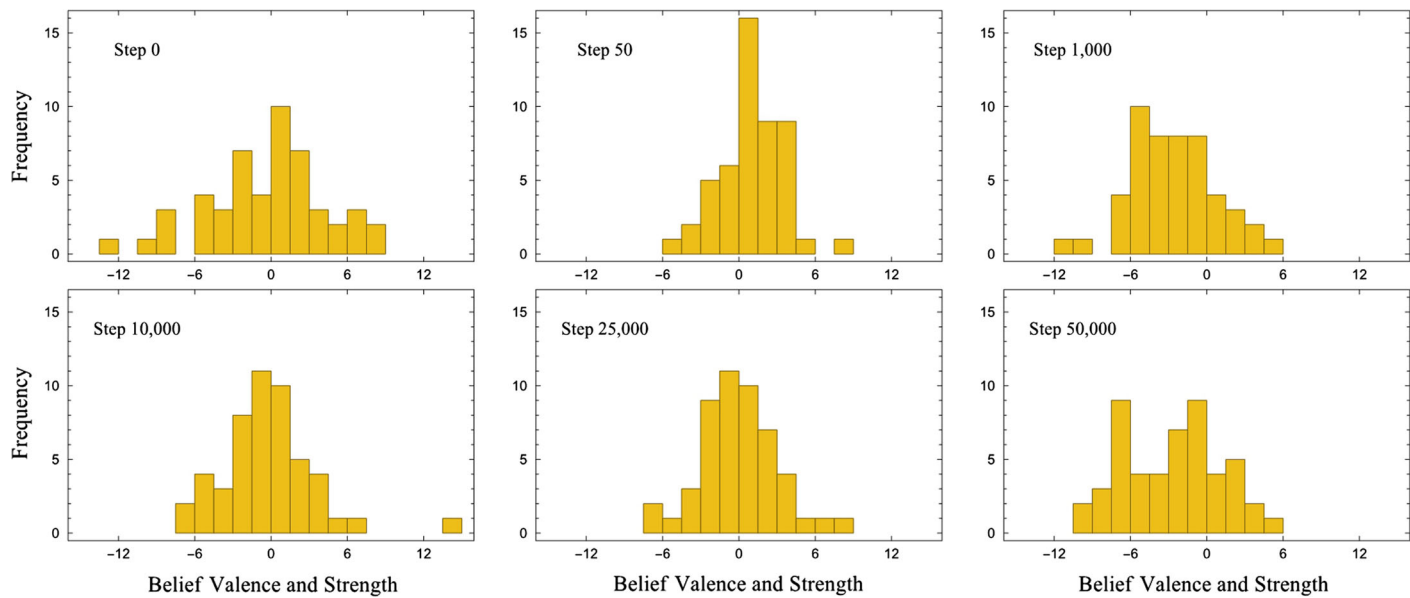 15
10
5
0
Frequency
Step 0
−12 −6 0 6 12
15
10
5
0
Step 50
−12 −6 0 6 12
15
10
5
0
Step 1,000
−12 −6 0 6 12
15
10
5
0
Frequency
Step 10,000
−12 −6 0 6 12
Belief Valence and Strength
15
10
5
0
Step 25,000
−12 −6 0 6 12
Belief Valence and Strength
15
10
5
0
Step 50,000
−12 −6 0 6 12
Belief Valence and Strength